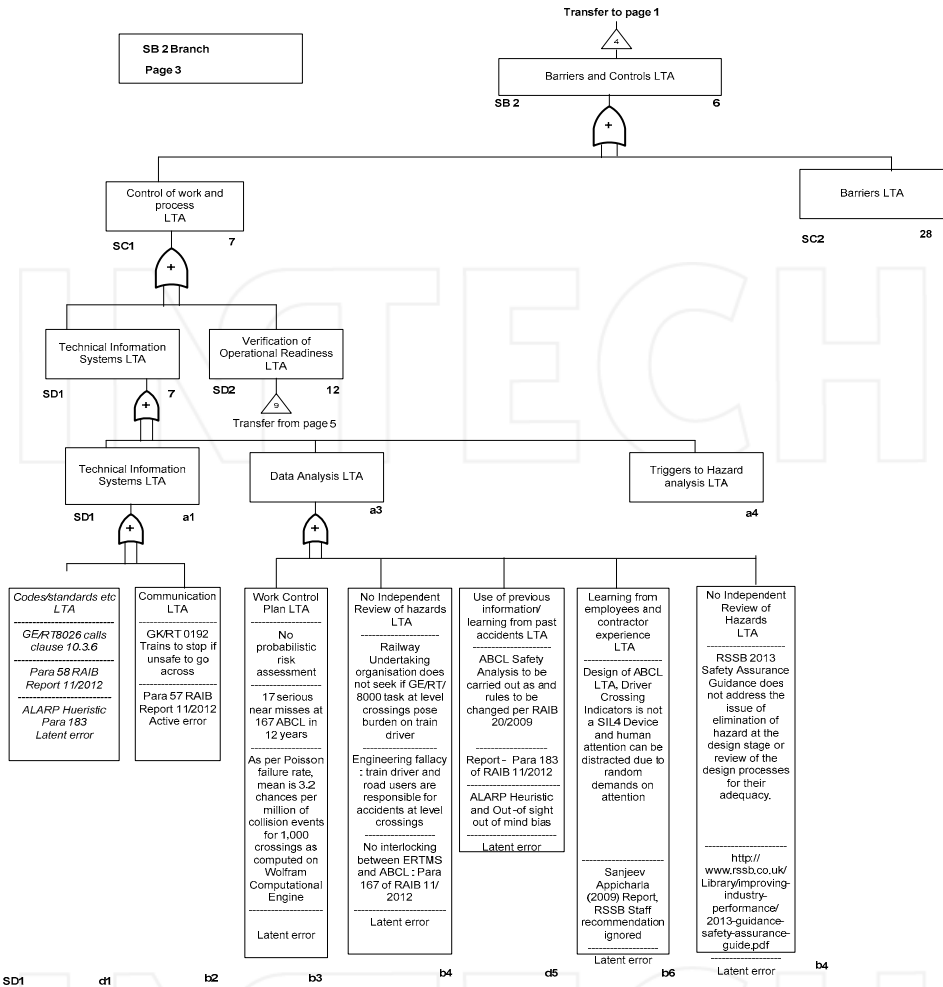 Transfer to page 1
4
SB 2 Branch
Page 3
Barriers and Controls LTA
SB 2
6
+
Control of work and
process
LTA
SC1
7
Barriers LTA
SC2
28
+
INTECH
Technical Information
Systems LTA
SD1
7
Verification of
Operational Readiness
LTA
SD2
12
9
Transfer from page 5
+
Technical Information
Systems LTA
SD1
a1
Data Analysis LTA
a3
Triggers to Hazard
analysis LTA
a4
+
+
Codes/standards etc
LTA
GE/RT8026 calls
clause 10.3.6
Para 58 RAIB
Report 11/2012
ALARP Hueristic
Para 183
Latent error
Communication
LTA
GK/RT 0192
Trains to stop if
unsafe to go
across
Para 57 RAIB
Report 11/2012
Active error
Work Control
Plan LTA
No
probabilistic
risk
assessment
17 serious
near misses at
167 ABCL in
12 years
As per Poisson
failure rate,
mean is 3.2
chances per
million of
collision events
for 1,000
crossings as
computed on
Wolfram
Computational
Engine
Latent error
No Independent
Review of hazards
LTA
Railway
Undertaking
organisation does
not seek if GE/RT/
8000 task at level
crossings pose
burden on train
driver
Engineering fallacy
: train driver and
road users are
responsible for
accidents at level
crossings
No interlocking
between ERTMS
and ABCL : Para
167 of RAIB 11/
2012
Latent error
Use of previous
information/
learning from past
accidents LTA
ABCL Safety
Analysis to be
carried out as and
rules to be
changed per RAIB
20/2009
Report - Para 183
of RAIB 11/2012
ALARP Heuristic
and Out-of sight
out of mind bias
Latent error
Learning from
employees and
contractor
experience
LTA
Design of ABCL
LTA, Driver
Crossing
Indicators is not
a SIL4 Device
and human
attention can be
distracted due to
random
demands on
attention
Sanjeev
Appicharla
(2009) Report,
RSSB Staff
recommendation
ignored
Latent error
No Independent
Review of
Hazards
LTA
RSSB 2013
Safety Assurance
Guidance does
not address the
issue of
elimination of
hazard at the
design stage or
review of the
design processes
for their
adequacy.
http://
www.rssb.co.uk/
Library/improving-
industry-
performance/
2013-guidance-
safety-assurance-
guide.pdf
Latent error
SD1
d1
b2
b3
b4
d5
b6
b4